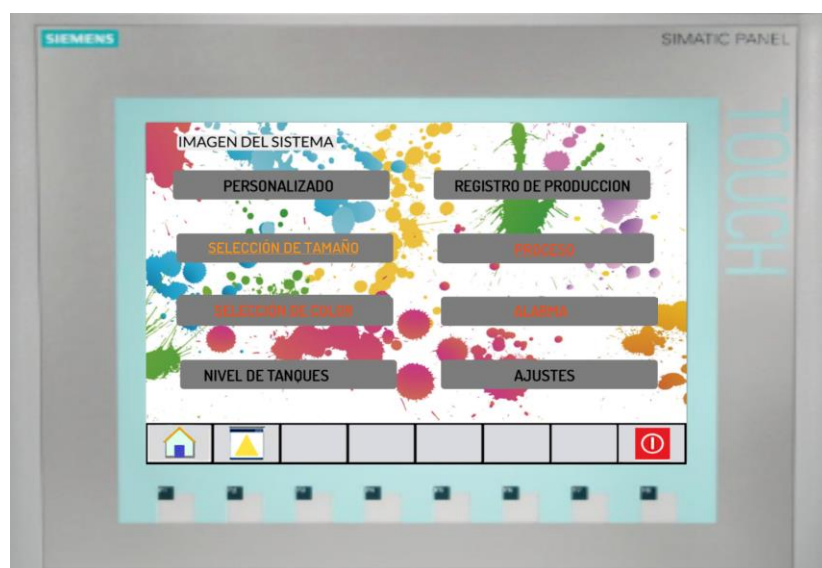 SIEMENS
SIMATIC PANEL
TOUCH
IMAGEN DEL SISTEMA
PERSONALIZADO
REGISTRO DE PRODUCCION
SELECCIÓN DE TAMAÑO
PROCESO
SELECCIÓN DE COLOR
ALARMA
NIVEL DE TANQUES
AJUSTES